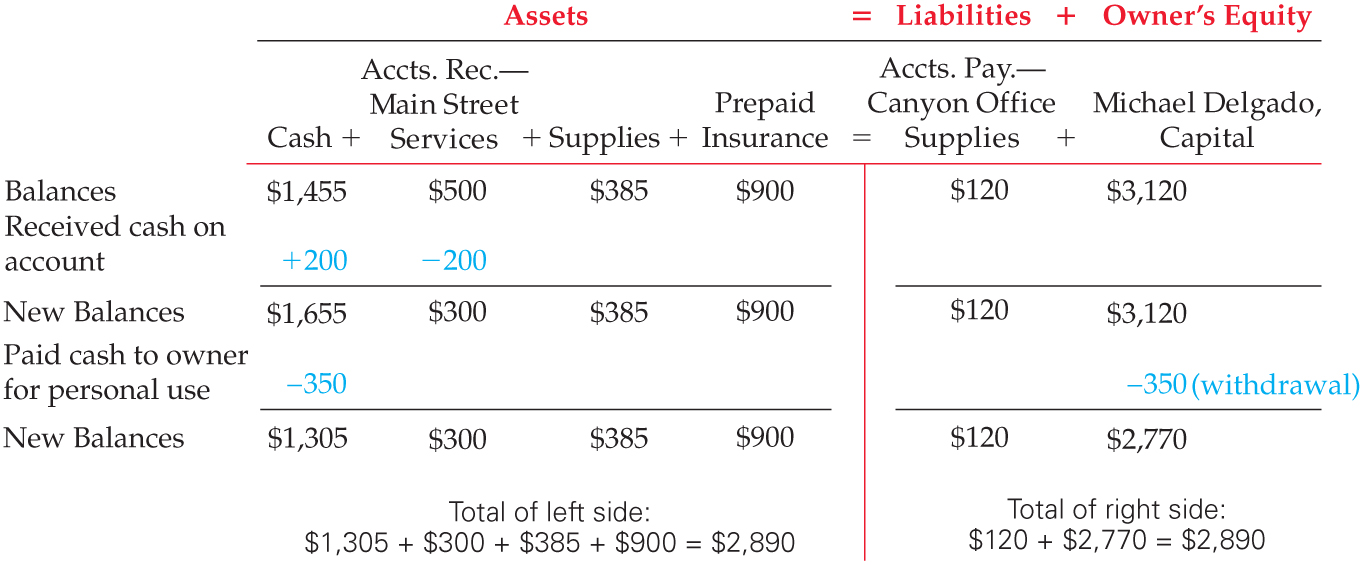 Assets = Liabilities + Owner's Equity
Accts. Rec.— Accts. Pay.—
Main Street Prepaid Canyon Office Michael Delgado,
Cash + Services + Supplies + Insurance = Supplies + Capital
Balances $1,455 $500 $385 $900 $120 $3,120
Received cash on
account +200 −200
New Balances $1,655 $300 $385 $900 $120 $3,120
Paid cash to owner
for personal use –350 –350 (withdrawal)
New Balances $1,305 $300 $385 $900 $120 $2,770
Total of left side: Total of right side:
$1,305 + $300 + $385 + $900 = $2,890 $120 + $2,770 = $2,890